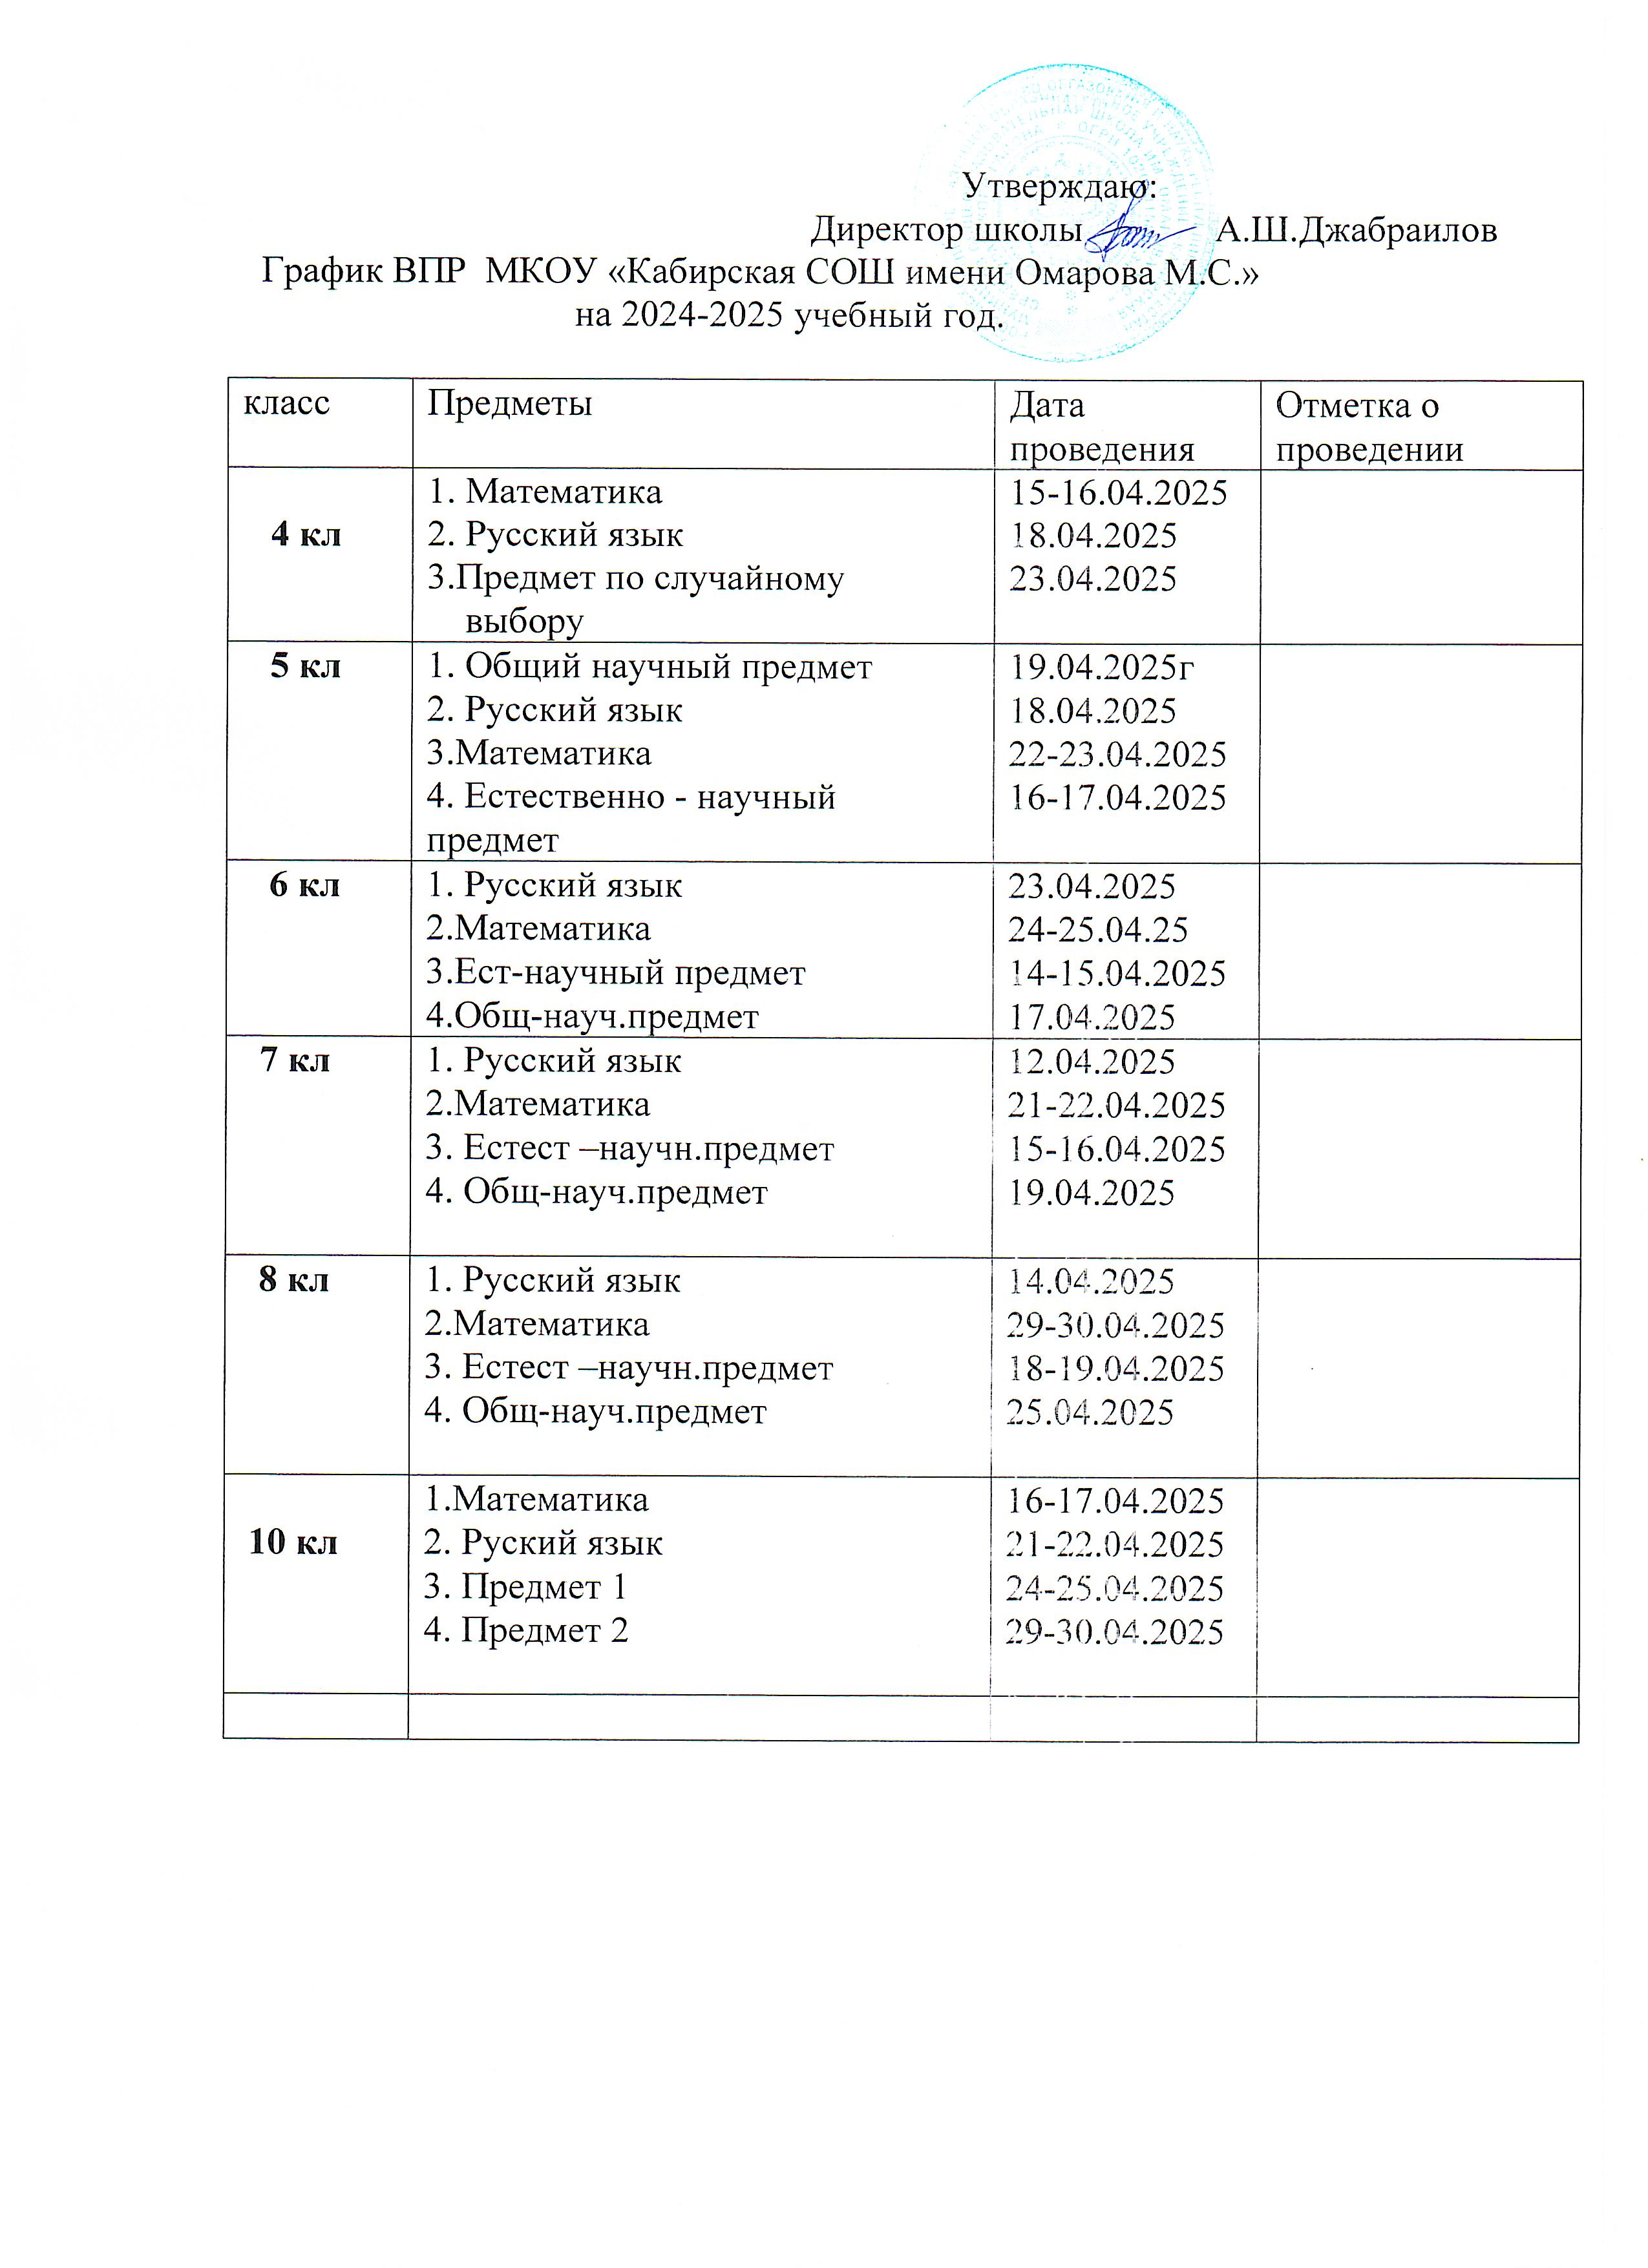 Утверждаю:
Директор школы А.Ш.Джабраилов
График ВПР МКОУ «Кабирская СОШ имени Омарова М.С.»
на 2024-2025 учебный год.
класс Предметы Дата Отметка о
проведения проведении
1. Математика 15-16.04.2025
4 кл 2. Русский язык 18.04.2025
3.Предмет по случайному 23.04.2025
выбору
5 кл 1. Общий научный предмет 19.04.2025г
2. Русский язык 18.04.2025
3.Математика 22-23.04.2025
4. Естественно - научный 16-17.04.2025
предмет
6 кл 1. Русский язык 23.04.2025
2.Математика 24-25.04.25
3.Ест-научный предмет 14-15.04.2025
4.Общ-науч.предмет 17.04.2025
7 кл 1. Русский язык 12.04.2025
2.Математика 21-22.04.2025
3. Естест –научн.предмет 15-16.04.2025
4. Общ-науч.предмет 19.04.2025
8 кл 1. Русский язык 14.04.2025
2.Математика 29-30.04.2025
3. Естест –научн.предмет 18-19.04.2025
4. Общ-науч.предмет 25.04.2025
1.Математика 16-17.04.2025
10 кл 2. Руский язык 21-22.04.2025
3. Предмет 1 24-25.04.2025
4. Предмет 2 29-30.04.2025